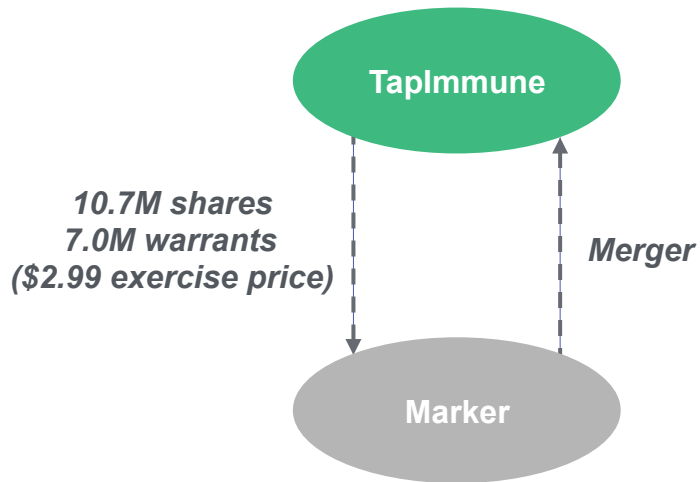 TapImmune
10.7M shares
7.0M warrants
($2.99 exercise price)
Merger
Marker